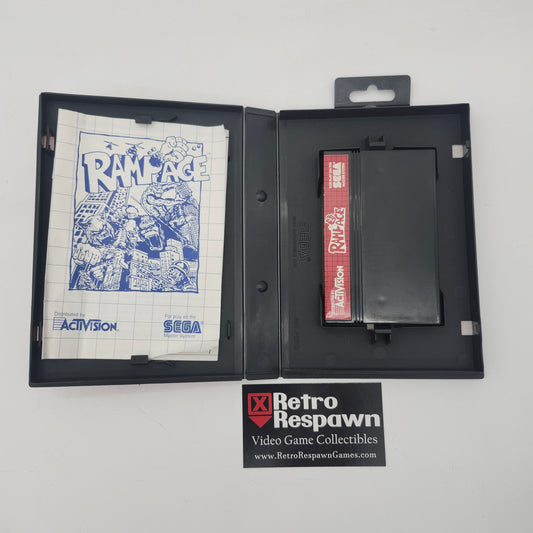 RAMPAGE
Distributed by
ACTIVISION
For play on the
SEGA
Master System
SEGA
RAMPAGE
ACTIVISION
SEGA
Retro
Respawn
Video Game Collectibles
www.RetroRespawnGames.com